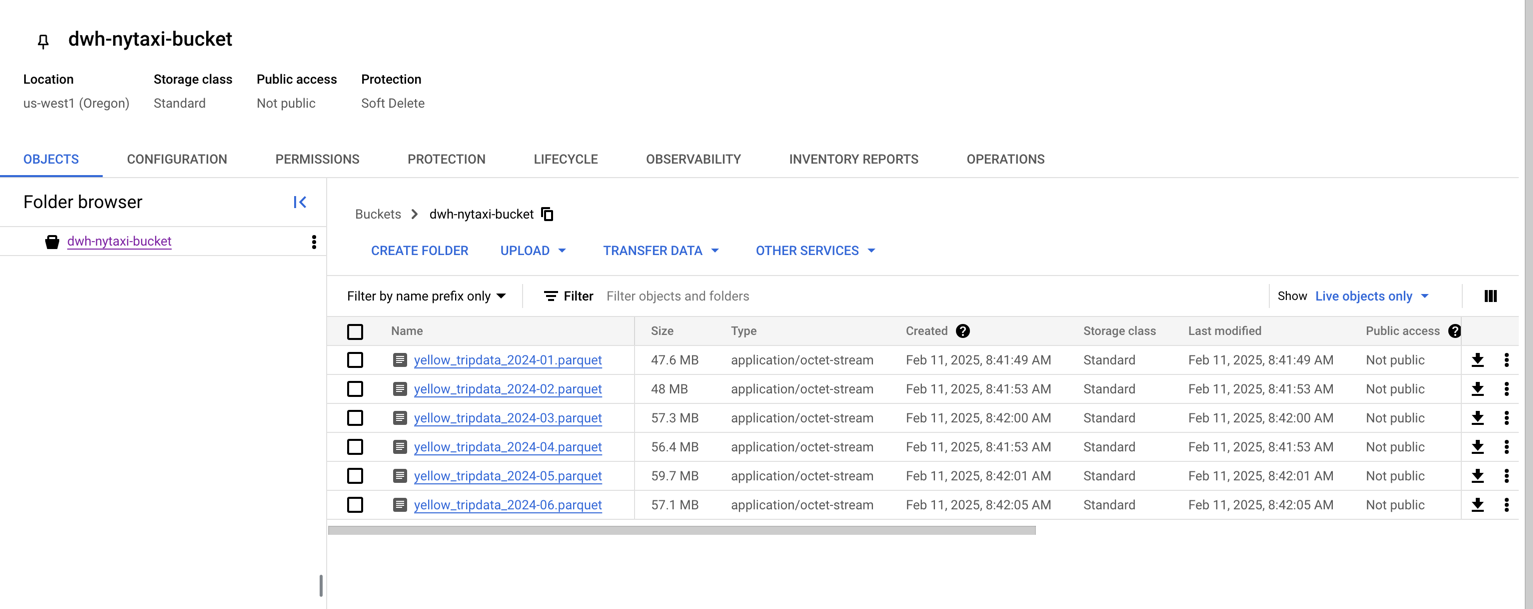 dwh-nytaxi-bucket
Location Storage class Public access Protection
us-west1 (Oregon) Standard Not public Soft Delete
OBJECTS CONFIGURATION PERMISSIONS PROTECTION LIFECYCLE OBSERVABILITY INVENTORY REPORTS OPERATIONS
Folder browser
dwh-nytaxi-bucket
Buckets > dwh-nytaxi-bucket
CREATE FOLDER UPLOAD TRANSFER DATA OTHER SERVICES
Filter by name prefix only Filter Filter objects and folders Show Live objects only
Name Size Type Created ? Storage class Last modified Public access ?
yellow_tripdata_2024-01.parquet 47.6 MB application/octet-stream Feb 11, 2025, 8:41:49 AM Standard Feb 11, 2025, 8:41:49 AM Not public
yellow_tripdata_2024-02.parquet 48 MB application/octet-stream Feb 11, 2025, 8:41:53 AM Standard Feb 11, 2025, 8:41:53 AM Not public
yellow_tripdata_2024-03.parquet 57.3 MB application/octet-stream Feb 11, 2025, 8:42:00 AM Standard Feb 11, 2025, 8:42:00 AM Not public
yellow_tripdata_2024-04.parquet 56.4 MB application/octet-stream Feb 11, 2025, 8:41:53 AM Standard Feb 11, 2025, 8:41:53 AM Not public
yellow_tripdata_2024-05.parquet 59.7 MB application/octet-stream Feb 11, 2025, 8:42:01 AM Standard Feb 11, 2025, 8:42:01 AM Not public
yellow_tripdata_2024-06.parquet 57.1 MB application/octet-stream Feb 11, 2025, 8:42:05 AM Standard Feb 11, 2025, 8:42:05 AM Not public